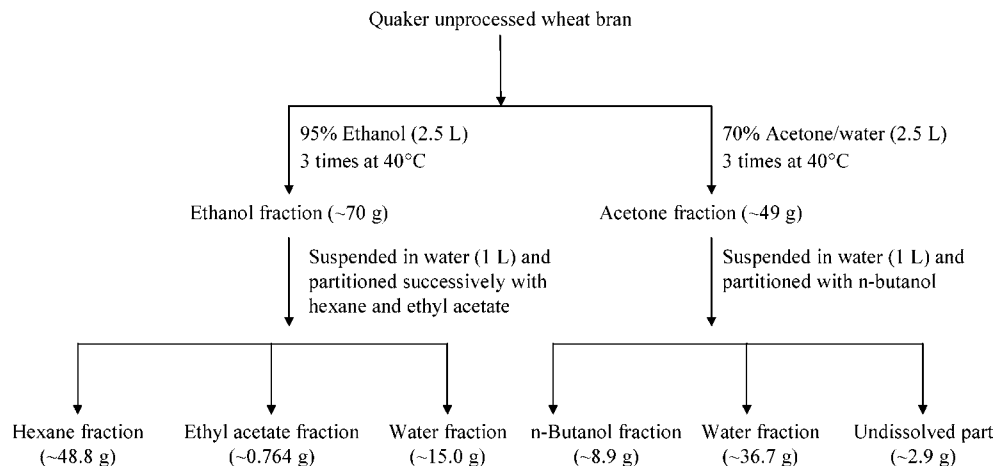 Quaker unprocessed wheat bran
95% Ethanol (2.5 L)
3 times at 40°C
70% Acetone/water (2.5 L)
3 times at 40°C
Ethanol fraction (~70 g)
Acetone fraction (~49 g)
Suspended in water (1 L) and
partitioned successively with
hexane and ethyl acetate
Suspended in water (1 L) and
partitioned with n-butanol
Hexane fraction
(~48.8 g)
Ethyl acetate fraction
(~0.764 g)
Water fraction
(~15.0 g)
n-Butanol fraction
(~8.9 g)
Water fraction
(~36.7 g)
Undissolved part
(~2.9 g)